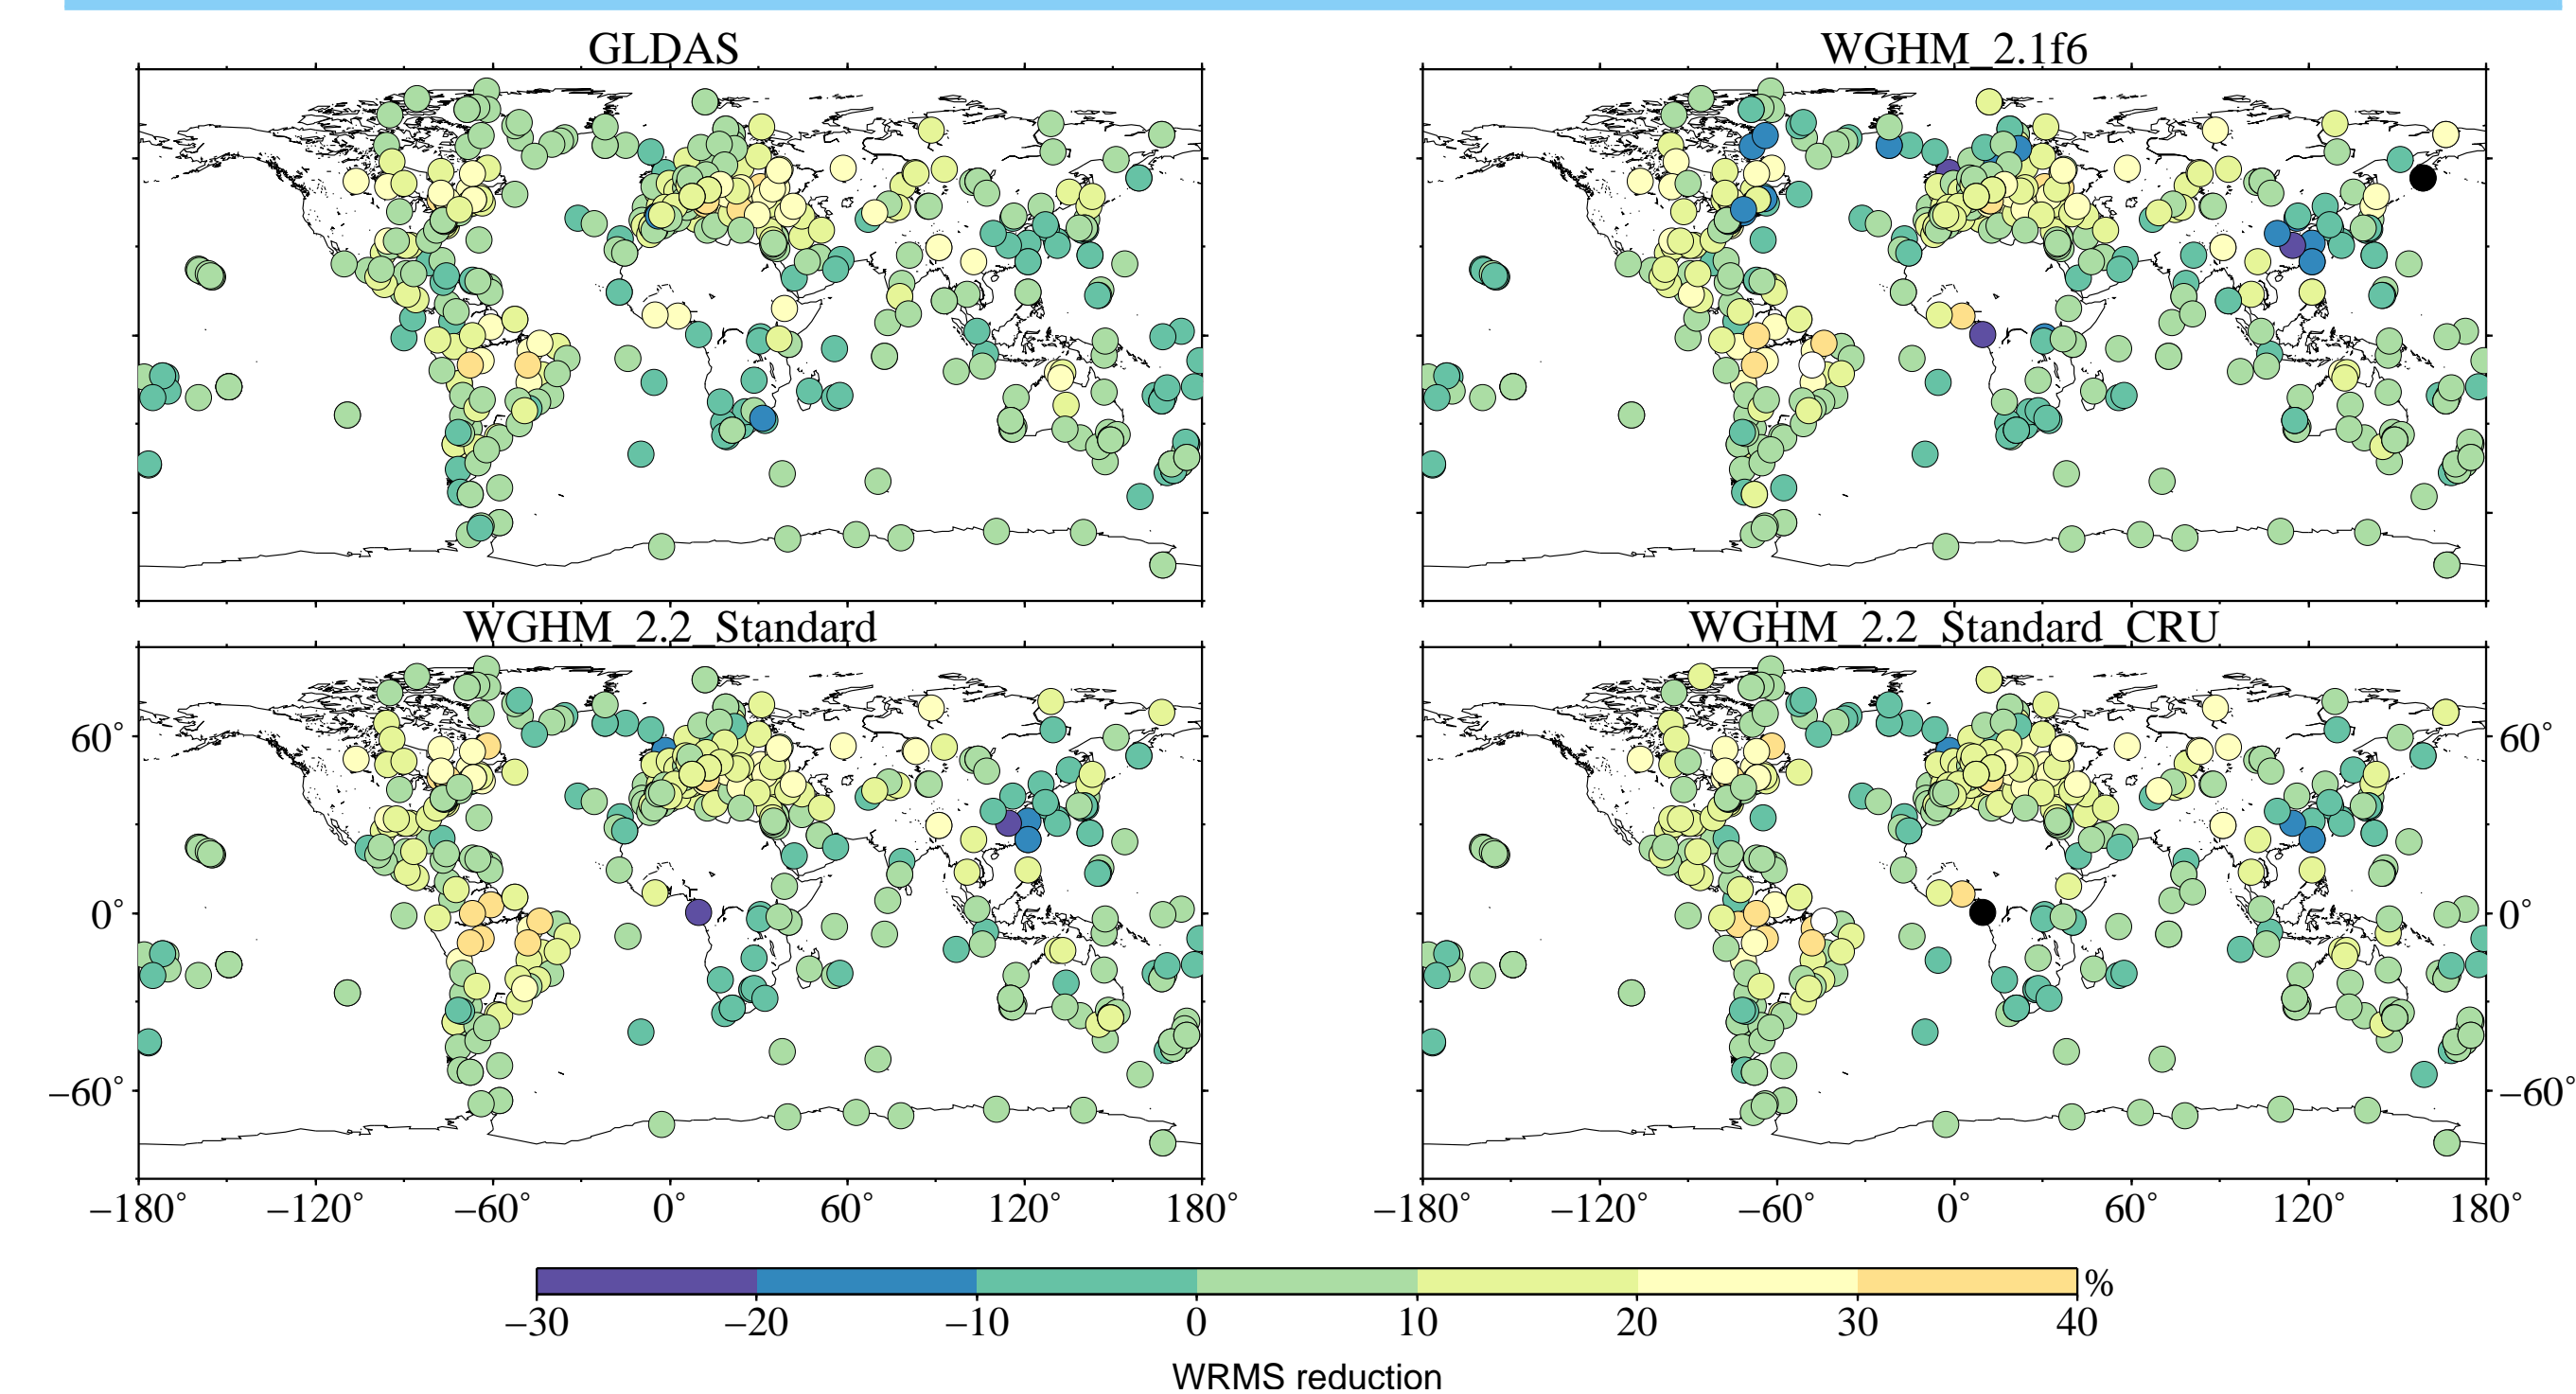 GLDAS
WGHM_2.1f6
WGHM_2.2_Standard
WGHM_2.2_Standard_CRU
60°
0°
−60°
60°
0°
−60°
−180° −120° −60° 0° 60° 120° 180°
−180° −120° −60° 0° 60° 120° 180°
%
−30 −20 −10 0 10 20 30 40
WRMS reduction